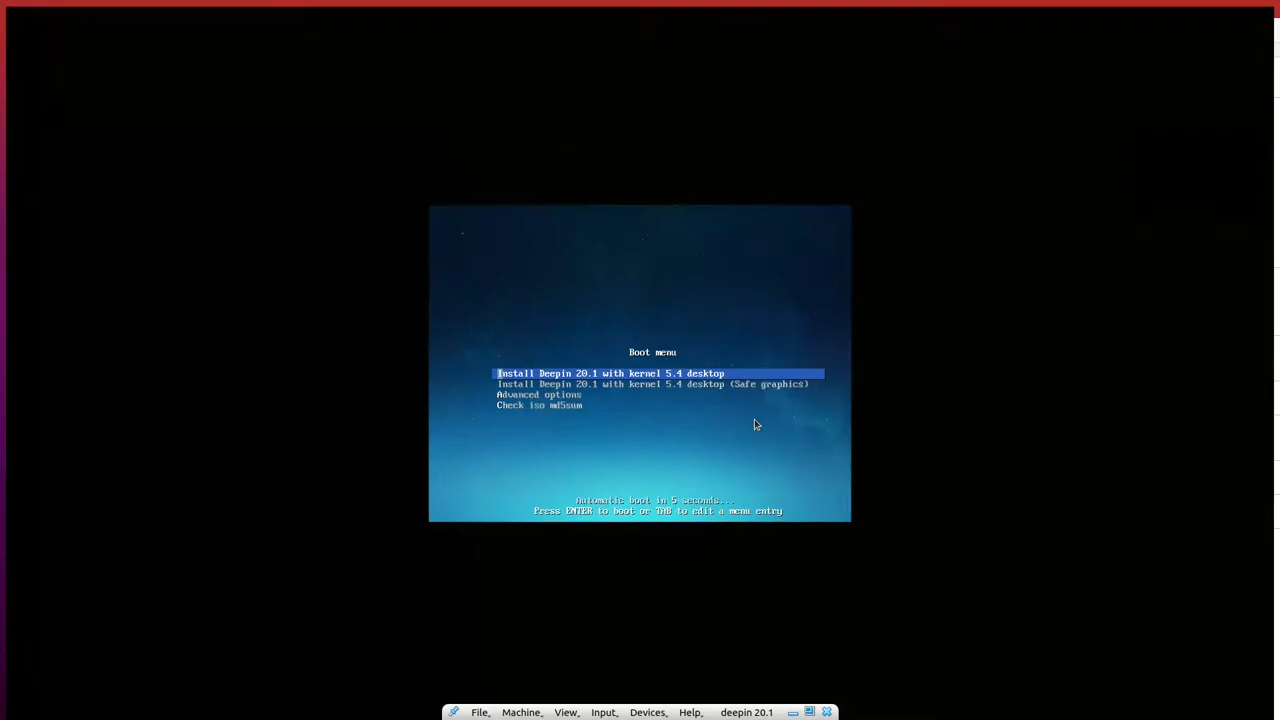 Boot menu
Install Deepin 20.1 with kernel 5.4 desktop
Install Deepin 20.1 with kernel 5.4 desktop (Safe graphics)
Advanced options
Check iso md5sum
Automatic boot in 5 seconds...
Press ENTER to boot or TAB to edit a menu entry
File Machine View Input Devices Help deepin 20.1